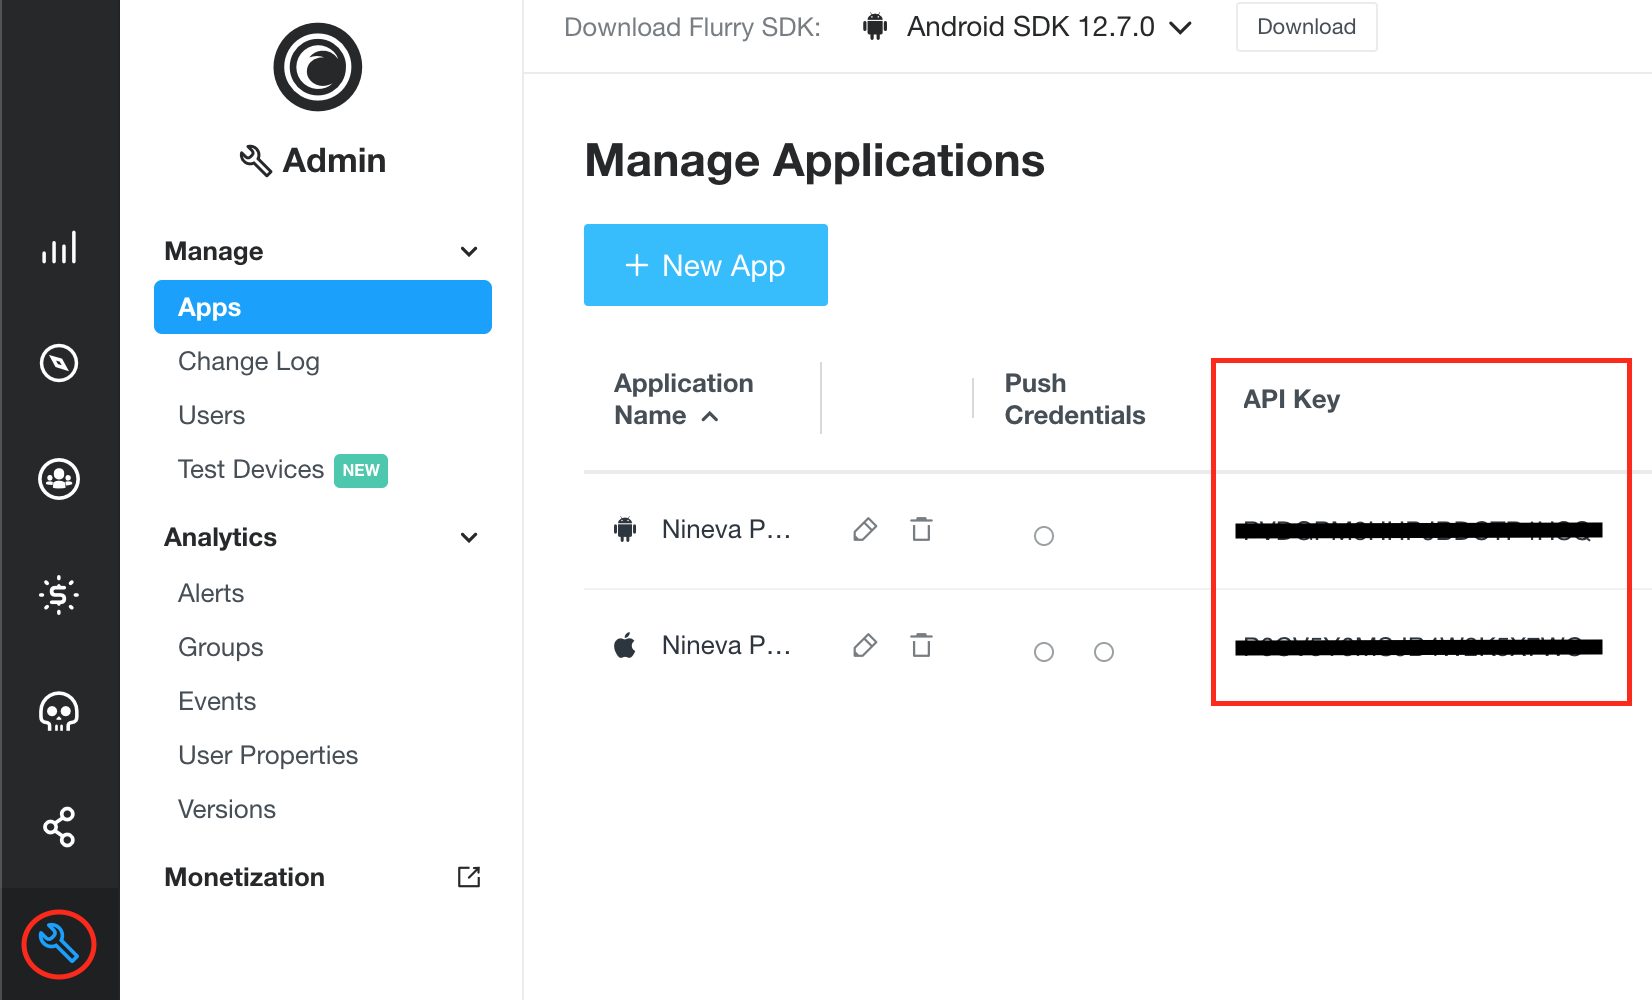 Download Flurry SDK: Android SDK 12.7.0 Download
Admin
Manage
Apps
Change Log
Users
Test Devices NEW
Analytics
Alerts
Groups
Events
User Properties
Versions
Monetization
Manage Applications
+ New App
Application Name
Push Credentials
API Key
Nineva P...
Nineva P...